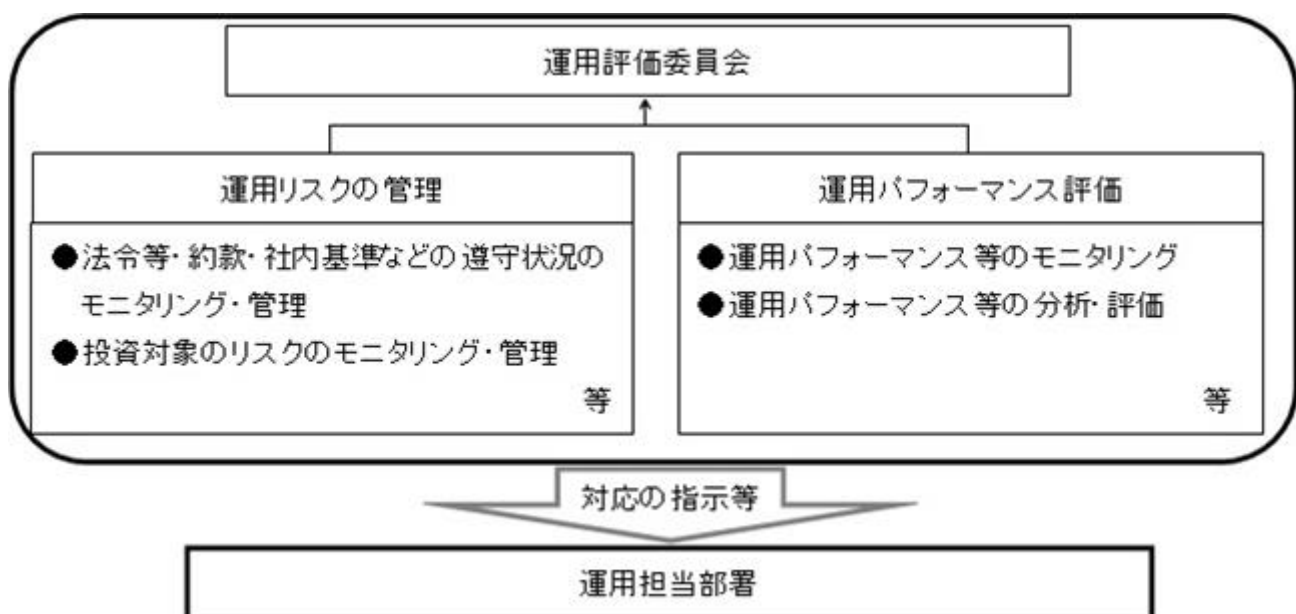 運用評価委員会
運用リスクの管理
●法令等・約款・社内基準などの遵守状況の
モニタリング・管理
●投資対象のリスクのモニタリング・管理
等
運用パフォーマンス評価
●運用パフォーマンス等のモニタリング
●運用パフォーマンス等の分析・評価
等
対応の指示等
運用担当部署